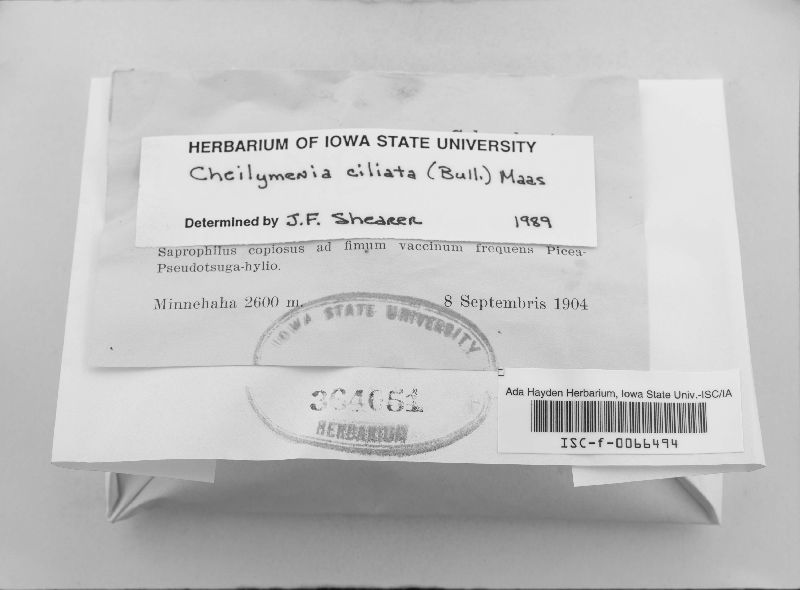 HERBARIUM OF IOWA STATE UNIVERSITY
Cheilymenia ciliata (Bull.) Maas
Determined by J.F. Shearer 1989
Saprophilus copiosus ad fimum vaccinum frequens Picea-
Pseudotsuga-hylio.
Minnehaha 2600 m. 8 Septembris 1904
IOWA STATE UNIVERSITY
364651
HERBARIUM
Ada Hayden Herbarium, Iowa State Univ.-ISC/IA
ISC-f-0066494